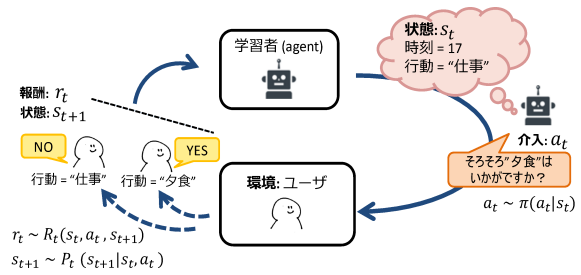 学習者 (agent)
状態: s_t
時刻 = 17
行動 = “仕事”
報酬: r_t
状態: s_{t+1}
介入: a_t
NO
YES
そろそろ”夕食”は
いかがですか？
行動 = “仕事”
行動 = “夕食”
環境: ユーザ
a_t ~ π(a_t|s_t)
r_t ~ R_t(s_t, a_t, s_{t+1})
s_{t+1} ~ P_t (s_{t+1}|s_t, a_t)